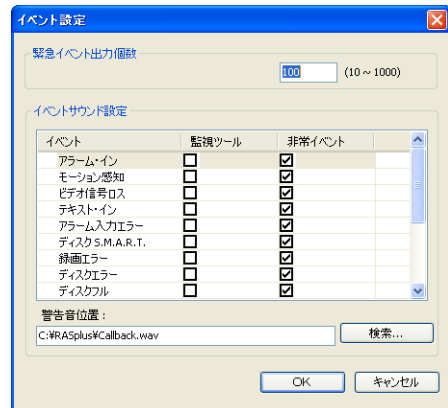 イベント設定
緊急イベント出力個数
100 (10 ~ 1000)
イベントサウンド設定
イベント 監視ツール 非常イベント
アラーム・イン
モーション感知
ビデオ信号ロス
テキスト・イン
アラーム入力エラー
ディスク S.M.A.R.T.
録画エラー
ディスクエラー
ディスクフル
警告音位置 :
C:¥RASplus¥Callback.wav 検索...
OK キャンセル